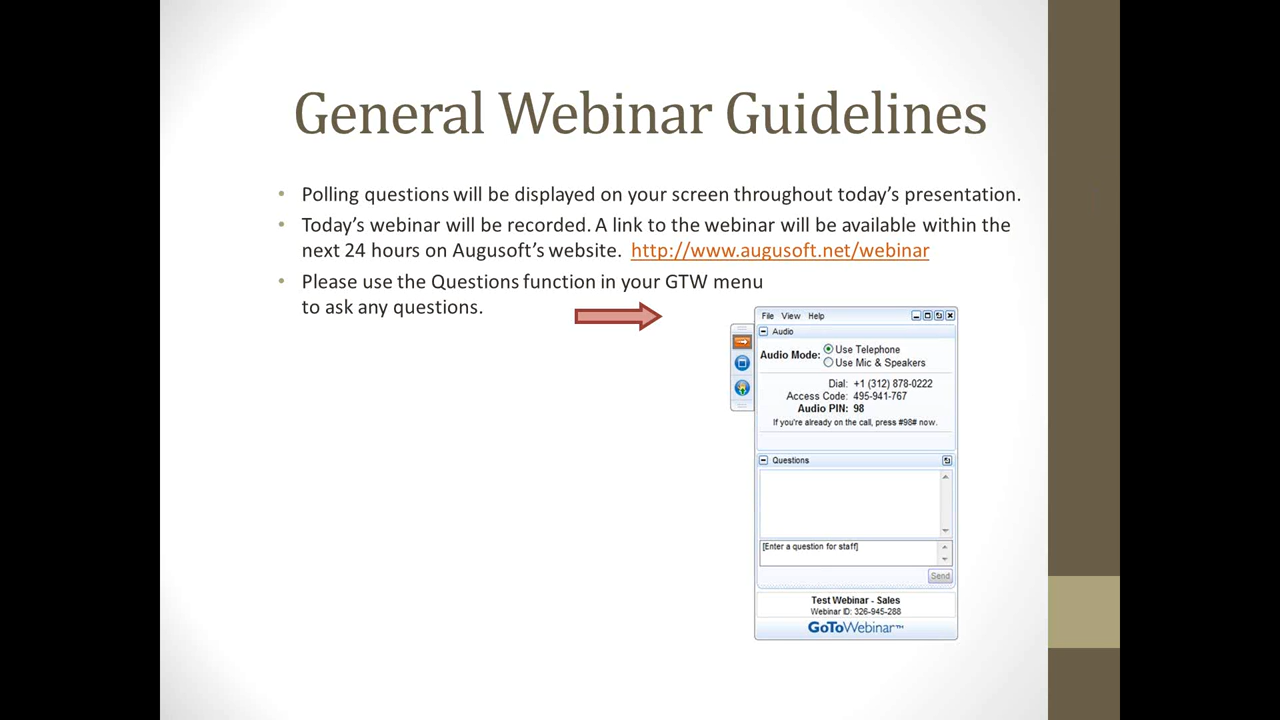 General Webinar Guidelines
• Polling questions will be displayed on your screen throughout today's presentation.
• Today's webinar will be recorded. A link to the webinar will be available within the
next 24 hours on Augusoft's website. http://www.augusoft.net/webinar
• Please use the Questions function in your GTW menu
to ask any questions.
File View Help
Audio
Audio Mode: Use Telephone
Use Mic & Speakers
Dial: +1 (312) 878-0222
Access Code: 495-941-767
Audio PIN: 98
If you're already on the call, press #98# now.
Questions
[Enter a question for staff]
Send
Test Webinar - Sales
Webinar ID: 326-945-288
GoToWebinar™